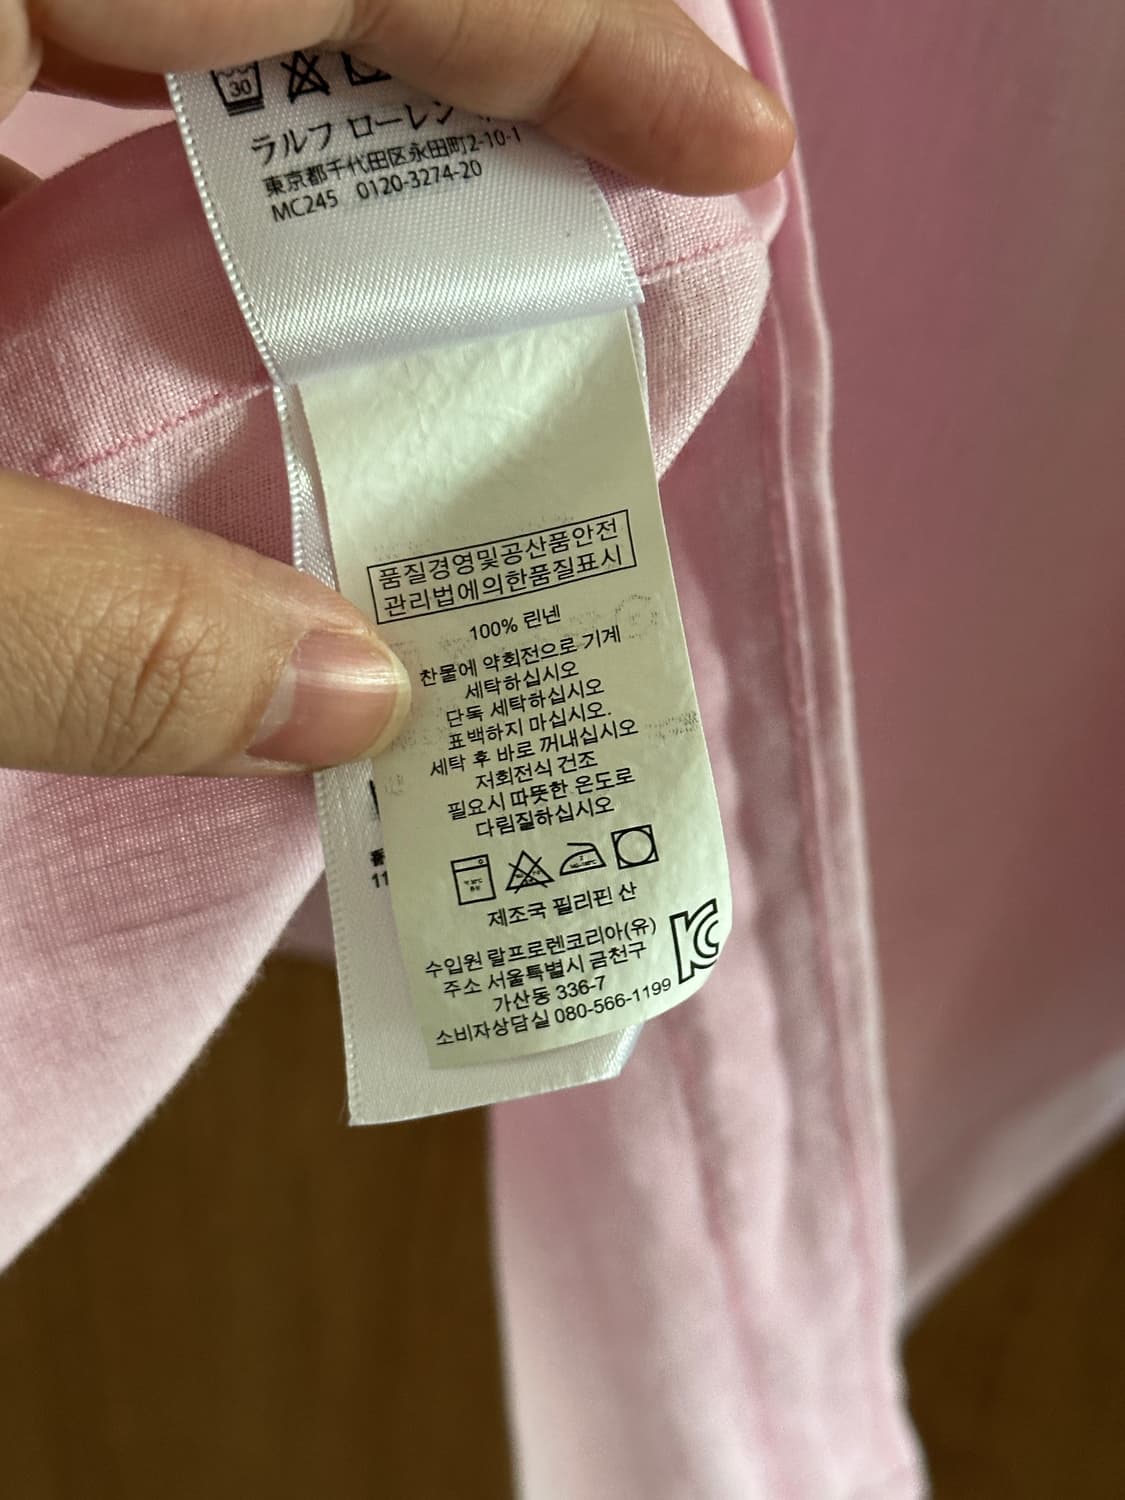 30
ラルフ ローレン
東京都千代田区永田町2-10-1
MC245 0120-3274-20
품질경영및공산품안전
관리법에의한품질표시
100% 린넨
찬물에 약회전으로 기계
세탁하십시오
단독 세탁하십시오
표백하지 마십시오.
세탁 후 바로 꺼내십시오
저회전식 건조
필요시 따뜻한 온도로
다림질하십시오
제조국 필리핀 산
수입원 랄프로렌코리아(유)
주소 서울특별시 금천구
가산동 336-7
소비자상담실 080-566-1199
11